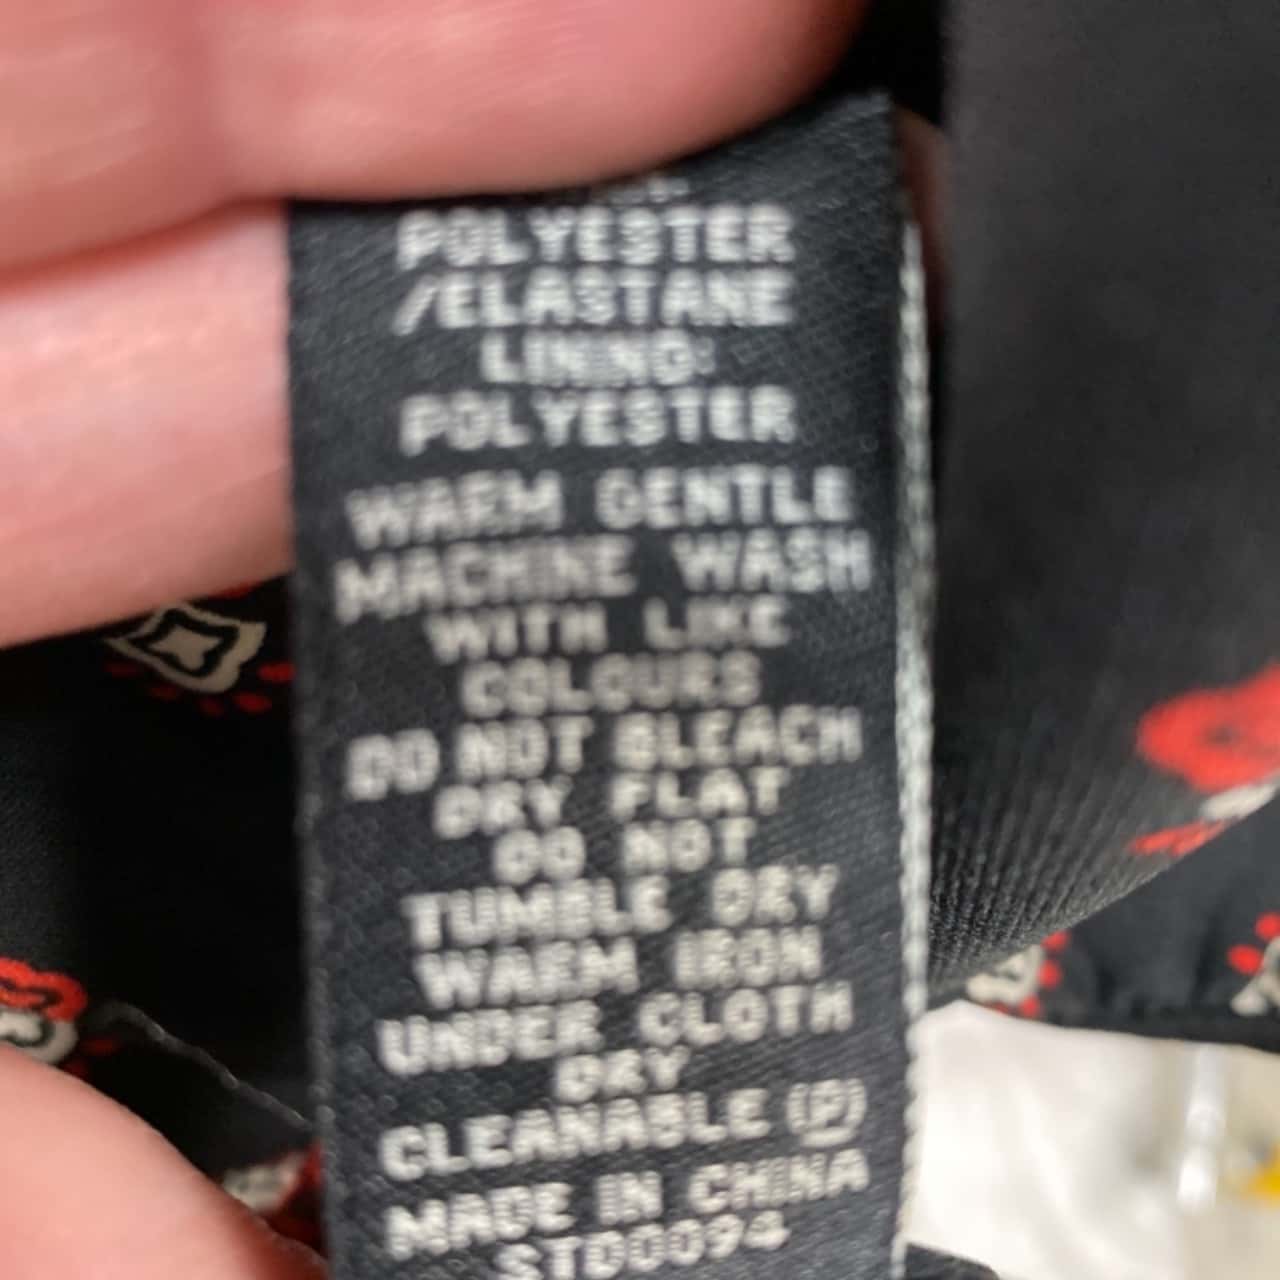 POLYESTER
/ELASTANE
LINING:
POLYESTER
WARM GENTLE
MACHINE WASH
WITH LIKE
COLOURS
DO NOT BLEACH
DRY FLAT
DO NOT
TUMBLE DRY
WARM IRON
UNDER CLOTH
DRY
CLEANABLE (P)
MADE IN CHINA
STD0094